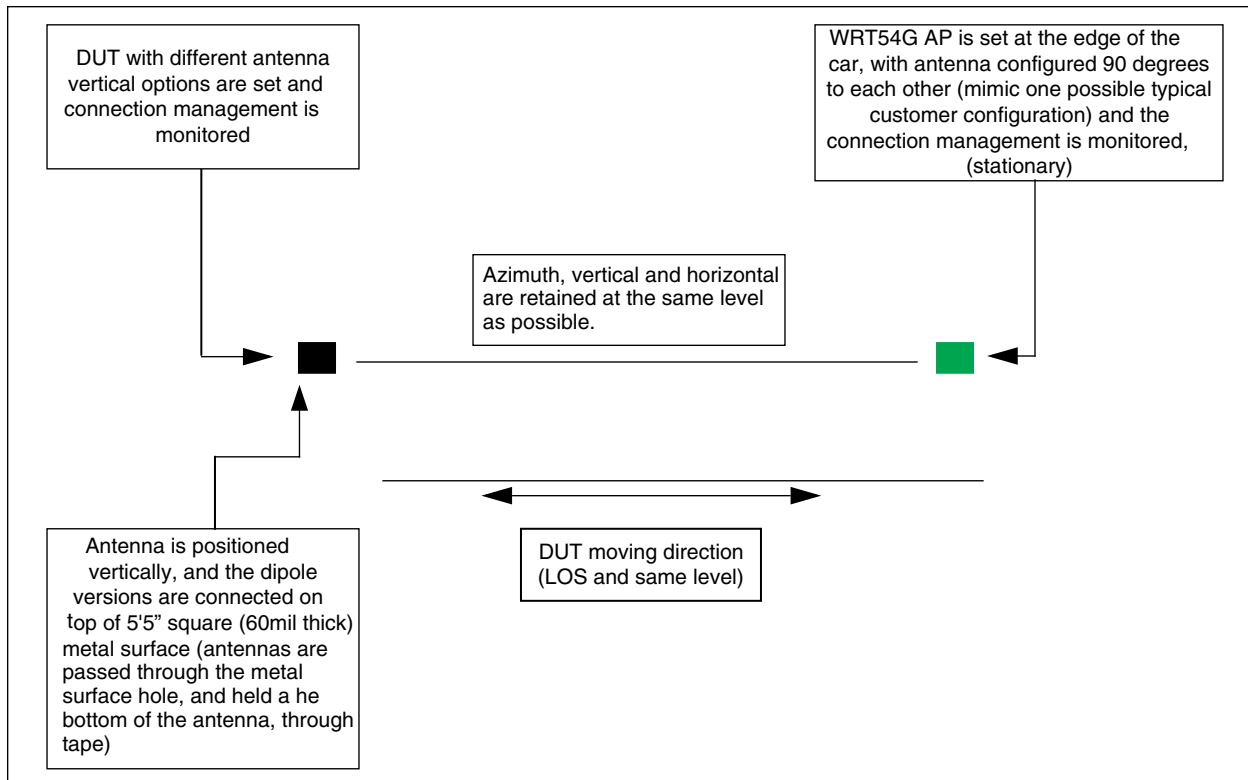 DUT with different antenna
vertical options are set and
connection management is
monitored
WRT54G AP is set at the edge of the
car, with antenna configured 90 degrees
to each other (mimic one possible typical
customer configuration) and the
connection management is monitored,
(stationary)
Azimuth, vertical and horizontal
are retained at the same level
as possible.
Antenna is positioned
vertically, and the dipole
versions are connected on
top of 5'5” square (60mil thick)
metal surface (antennas are
passed through the metal
surface hole, and held a he
bottom of the antenna, through
tape)
DUT moving direction
(LOS and same level)